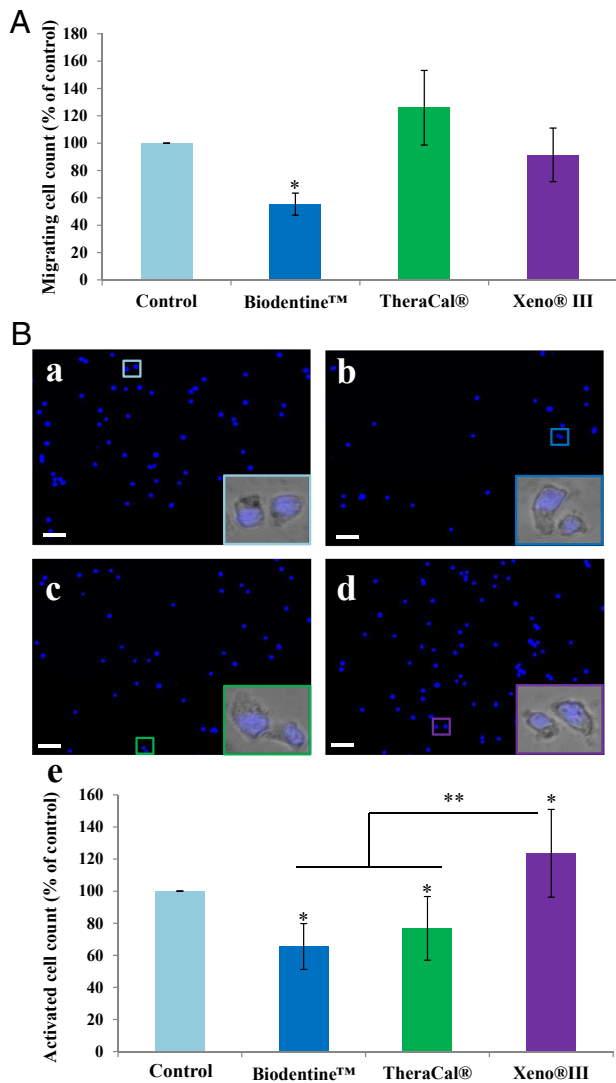 A
Migrating cell count (% of control)
180
160
140
120
100
80
60
40
20
0
*
Control Biodentine™ TheraCal® Xeno® III
B
a b
c d
e
Activated cell count (% of control)
160
140
120
100
80
60
40
20
0
* * ** *
Control Biodentine™ TheraCal® Xeno®III